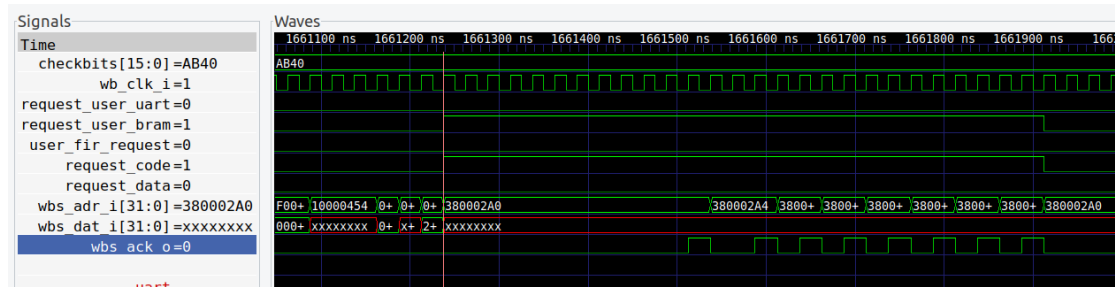 Signals
Waves
Time
1661100 ns 1661200 ns 1661300 ns 1661400 ns 1661500 ns 1661600 ns 1661700 ns 1661800 ns 1661900 ns 166
checkbits[15:0]=AB40
AB40
wb_clk_i=1
request_user_uart=0
request_user_bram=1
user_fir_request=0
request_code=1
request_data=0
wbs_adr_i[31:0]=380002A0
F00+ 10000454 0+ 0+ 0+ 380002A0 380002A4 3800+ 3800+ 3800+ 3800+ 3800+ 3800+ 380002A0
wbs_dat_i[31:0]=xxxxxxxx
000+ xxxxxxxx 0+ x+ 2+ xxxxxxxx
wbs_ack_o=0
uart